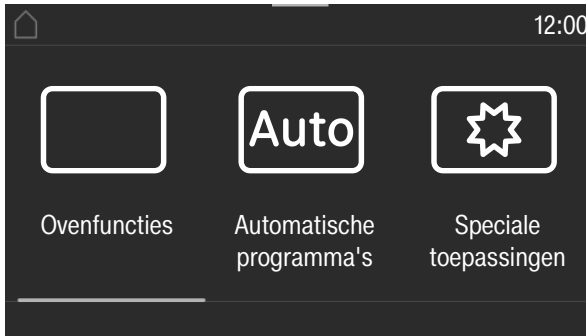 12:00
Auto
Ovenfuncties
Automatische
programma's
Speciale
toepassingen